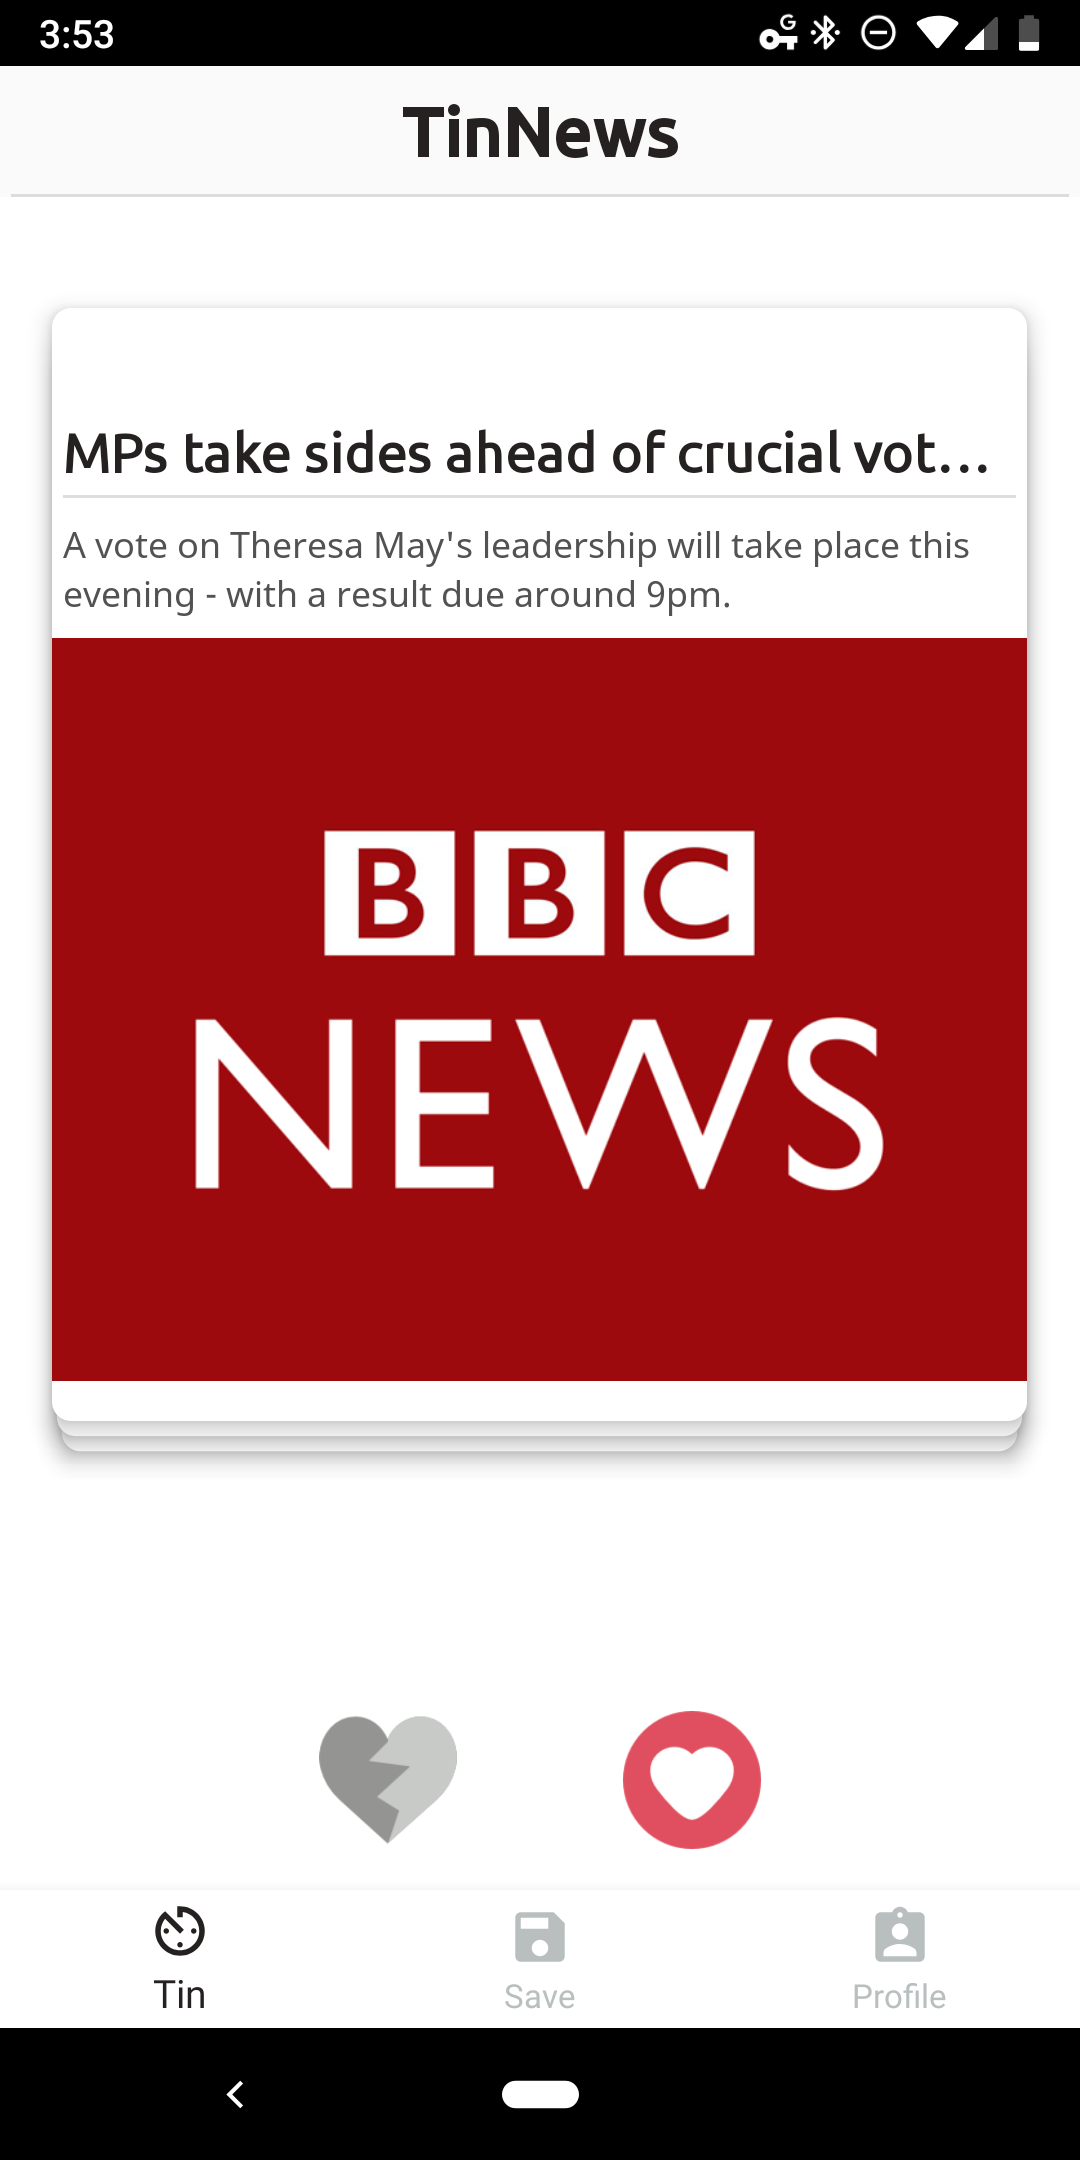 3:53
G
TinNews
MPs take sides ahead of crucial vot...
A vote on Theresa May's leadership will take place this
evening - with a result due around 9pm.
BBC
NEWS
Tin
Save
Profile